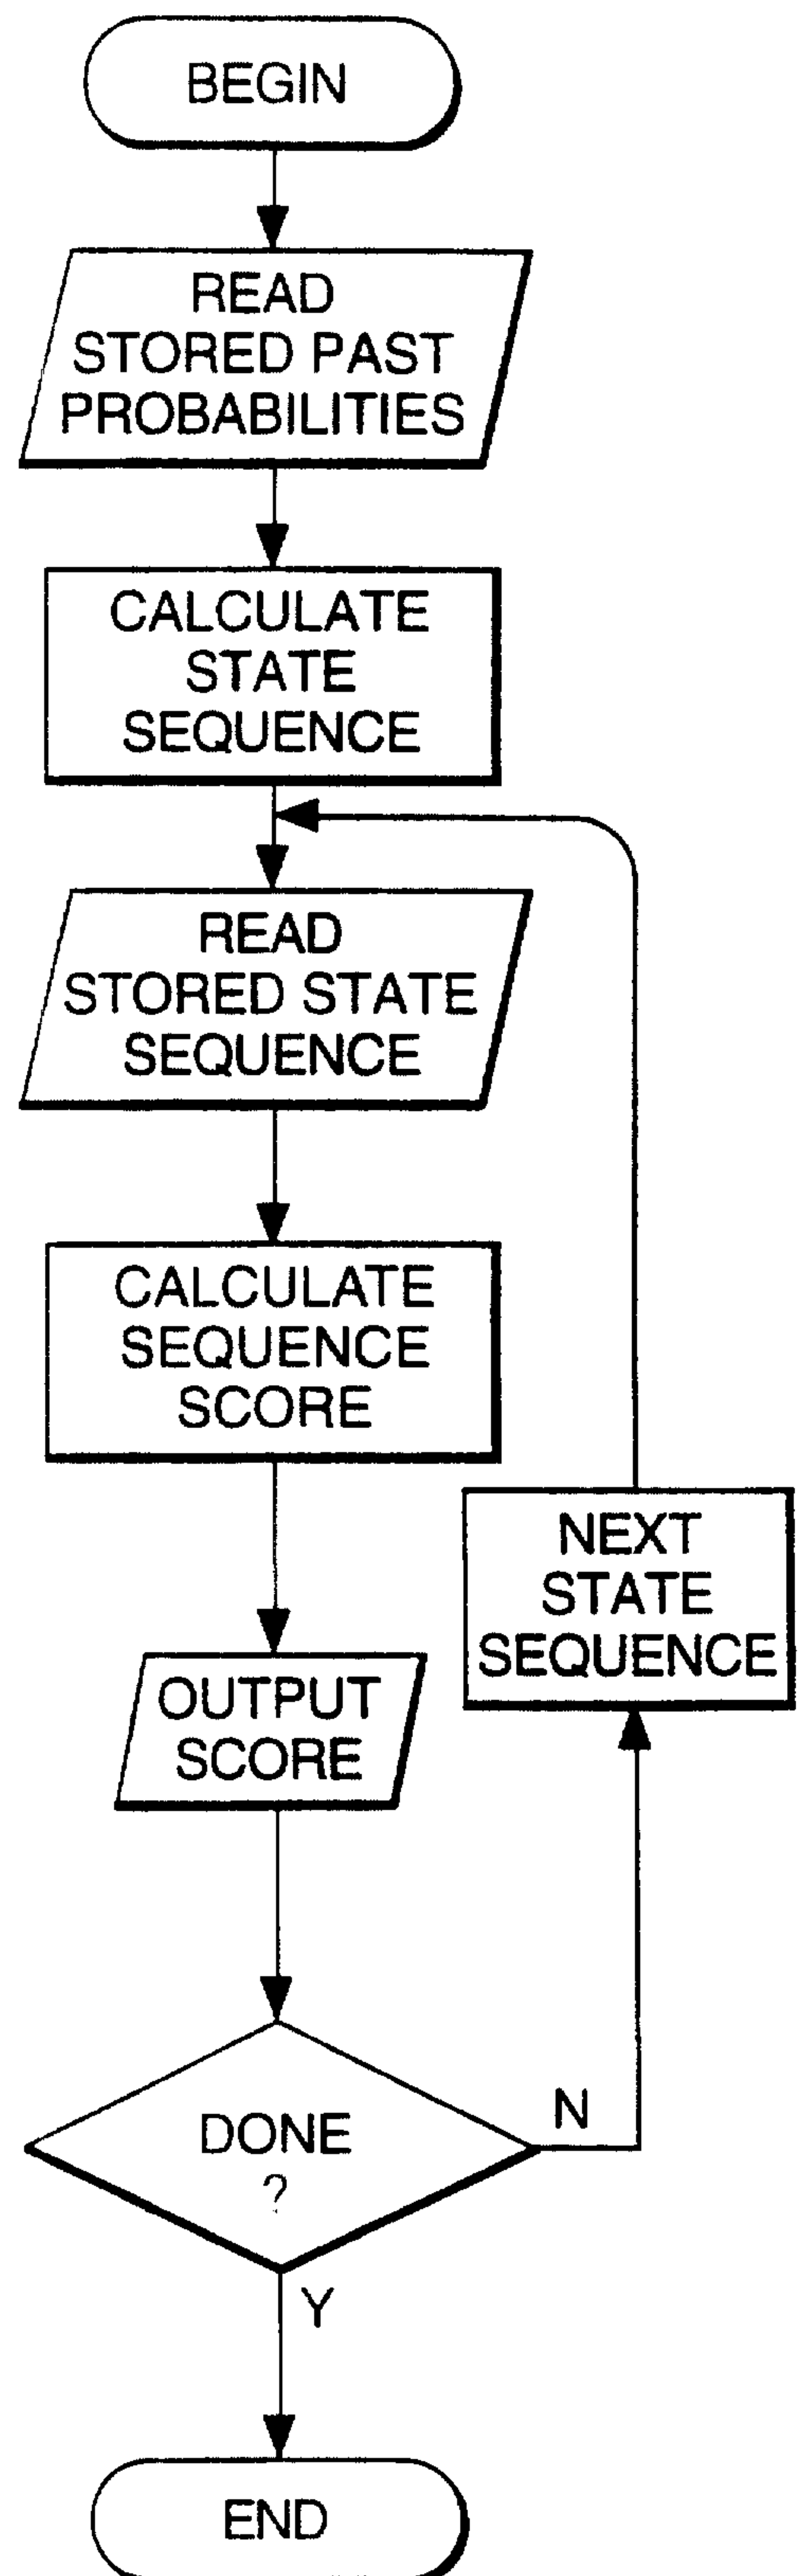 BEGIN
READ
STORED PAST
PROBABILITIES
CALCULATE
STATE
SEQUENCE
READ
STORED STATE
SEQUENCE
CALCULATE
SEQUENCE
SCORE
NEXT
STATE
SEQUENCE
OUTPUT
SCORE
DONE
?
N
Y
END